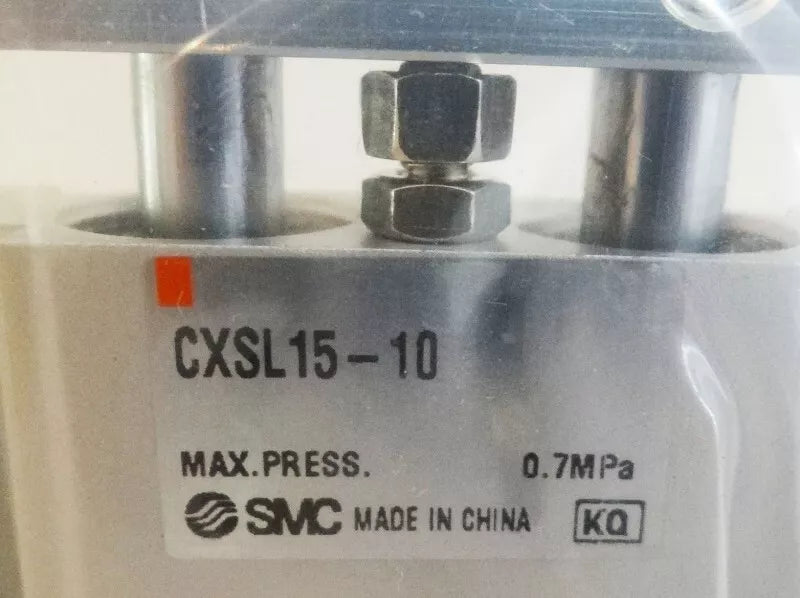 CXSL15-10
MAX.PRESS. 0.7MPa
SMC MADE IN CHINA KQ